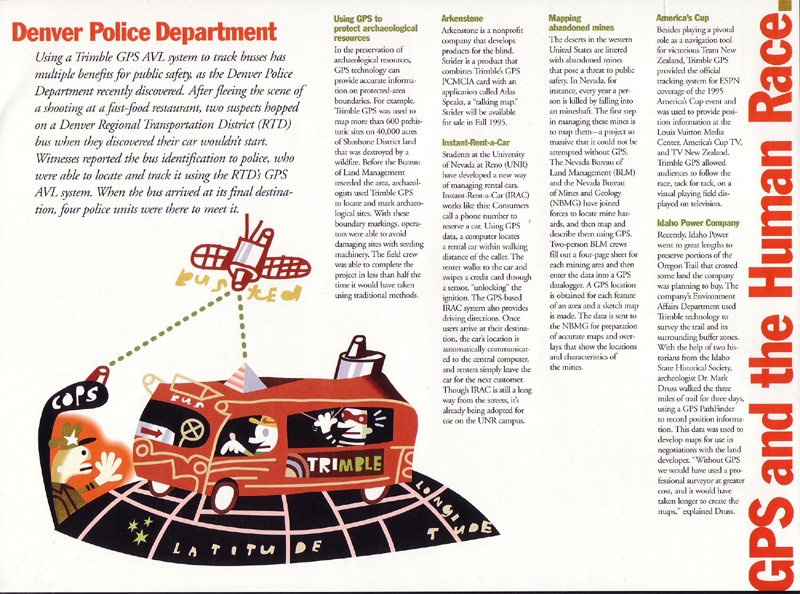 Denver Police Department
Using a Trimble GPS AVL system to track busses has
multiple benefits for public safety, as the Denver Police
Department recently discovered. After fleeing the scene of
a shooting at a fast-food restaurant, two suspects hopped
on a Denver Regional Transportation District (RTD)
bus when they discovered their car wouldn't start.
Witnesses reported the bus identification to police, who
were able to locate and track it using the RTD's GPS
AVL system. When the bus arrived at its final destina-
tion, four police units were there to meet it.
busted
COPS
BUS
TRIMBLE
LATITUDE
LONGITUDE
Using GPS to
protect archaeological
resources
In the preservation of
archaeological resources,
GPS technology can
provide accurate information
on protected-area
boundaries. For example,
Trimble GPS was used to
map more than 600 prehis-
toric sites on 40,000 acres
of Shoshone District land
that was destroyed by a
wildfire. Before the Bureau
of Land Management
reseeded the area, archaeol-
ogists used Trimble GPS
to locate and mark archaeo-
logical sites. With these
boundary markings, opera-
tors were able to avoid
damaging sites with seeding
machinery. The field crew
was able to complete the
project in less than half the
time it would have taken
using traditional methods.
Arkenstone
Arkenstone is a nonprofit
company that develops
products for the blind.
Strider is a product that
combines Trimble's GPS
PCMCIA card with an
application called Atlas
Speaks, a "talking map."
Strider will be available
for sale in Fall 1995.
Instant-Rent-a-Car
Students at the University
of Nevada at Reno (UNR)
have developed a new way
of managing rental cars.
Instant-Rent-a-Car (IRAC)
works like this: Consumers
call a phone number to
reserve a car. Using GPS
data, a computer locates
a rental car within walking
distance of the caller. The
renter walks to the car and
swipes a credit card through
a sensor, "unlocking" the
ignition. The GPS-based
IRAC system also provides
driving directions. Once
users arrive at their destina-
tion, the car's location is
automatically communicat-
ed to the central computer,
and renters simply leave the
car for the next customer.
Though IRAC is still a long
way from the streets, it's
already being adopted for
use on the UNR campus.
Mapping
abandoned mines
The deserts in the western
United States are littered
with abandoned mines
that pose a threat to public
safety. In Nevada, for
instance, every year a per-
son is killed by falling into
an mineshaft. The first step
in managing these mines is
to map them—a project so
massive that it could not be
attempted without GPS.
The Nevada Bureau of
Land Management (BLM)
and the Nevada Bureau
of Mines and Geology
(NBMG) have joined
forces to locate mine haz-
ards, and then map and
describe them using GPS.
Two-person BLM crews
fill out a four-page sheet for
each mining area and then
enter the data into a GPS
datalogger. A GPS location
is obtained for each feature
of an area and a sketch map
is made. The data is sent to
the NBMG for preparation
of accurate maps and over-
lays that show the locations
and characteristics of
the mines.
America's Cup
Besides playing a pivotal
role as a navigation tool
for victorious Team New
Zealand, Trimble GPS
provided the official
tracking system for ESPN
coverage of the 1995
America's Cup event and
was used to provide posi-
tion information at the
Louis Vuitton Media
Center, America's Cup TV,
and TV New Zealand.
Trimble GPS allowed
audiences to follow the
race, tack for tack, on a
visual playing field dis-
played on television.
Idaho Power Company
Recently, Idaho Power
went to great lengths to
preserve portions of the
Oregon Trail that crossed
some land the company
was planning to buy. The
company's Environment
Affairs Department used
Trimble technology to
survey the trail and its
surrounding buffer zones.
With the help of two his-
torians from the Idaho
State Historical Society,
archeologist Dr. Mark
Druss walked the three
miles of trail for three days,
using a GPS PathFinder
to record position informa-
tion. This data was used to
develop maps for use in
negotiations with the land
developer. "Without GPS
we would have used a pro-
fessional surveyor at greater
cost, and it would have
taken longer to create the
maps," explained Druss.
GPS and the Human Race.